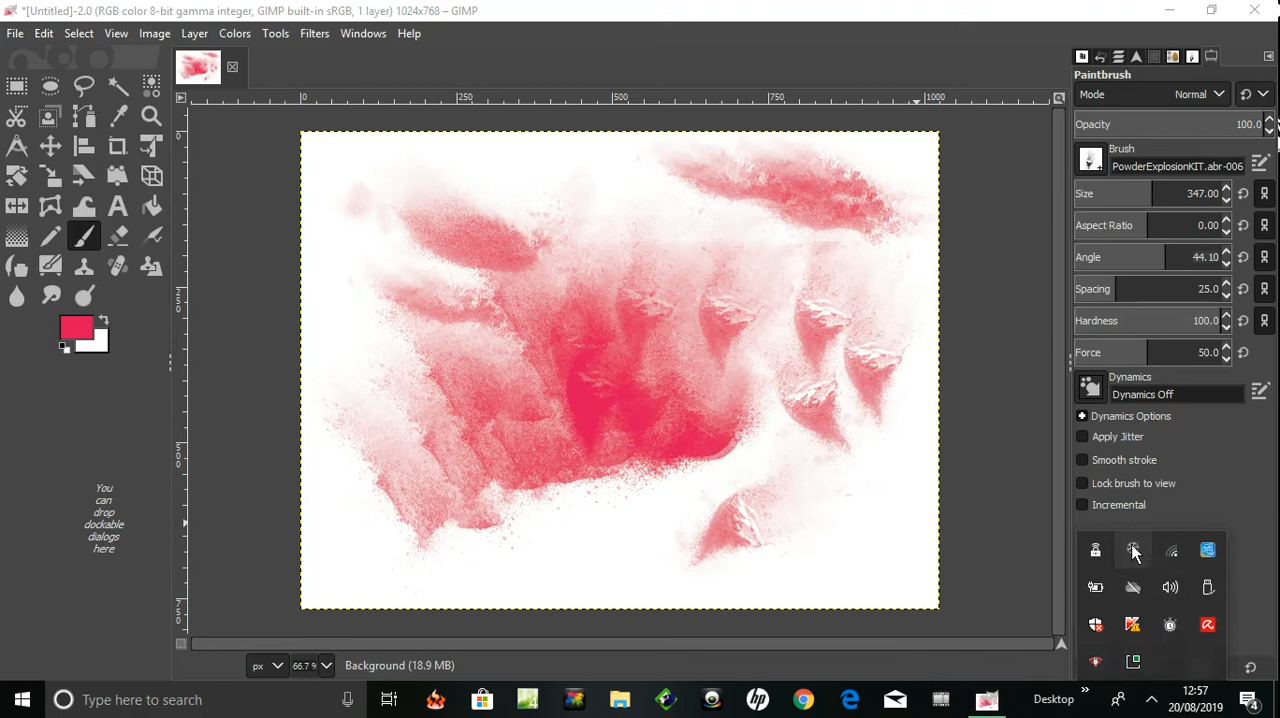 *[Untitled]-2.0 (RGB color 8-bit gamma integer, GIMP built-in sRGB, 1 layer) 1024x768 – GIMP
File Edit Select View Image Layer Colors Tools Filters Windows Help
0 250 500 750 1000
0
250
500
750
You
can
drop
dockable
dialogs
here
px 66.7 % Background (18.9 MB)
Paintbrush
Mode Normal
Opacity 100.0
Brush
PowderExplosionKIT.abr-006
Size 347.00
Aspect Ratio 0.00
Angle 44.10
Spacing 25.0
Hardness 100.0
Force 50.0
Dynamics
Dynamics Off
Dynamics Options
Apply Jitter
Smooth stroke
Lock brush to view
Incremental
Type here to search
Desktop
2:57
20/08/2019
4